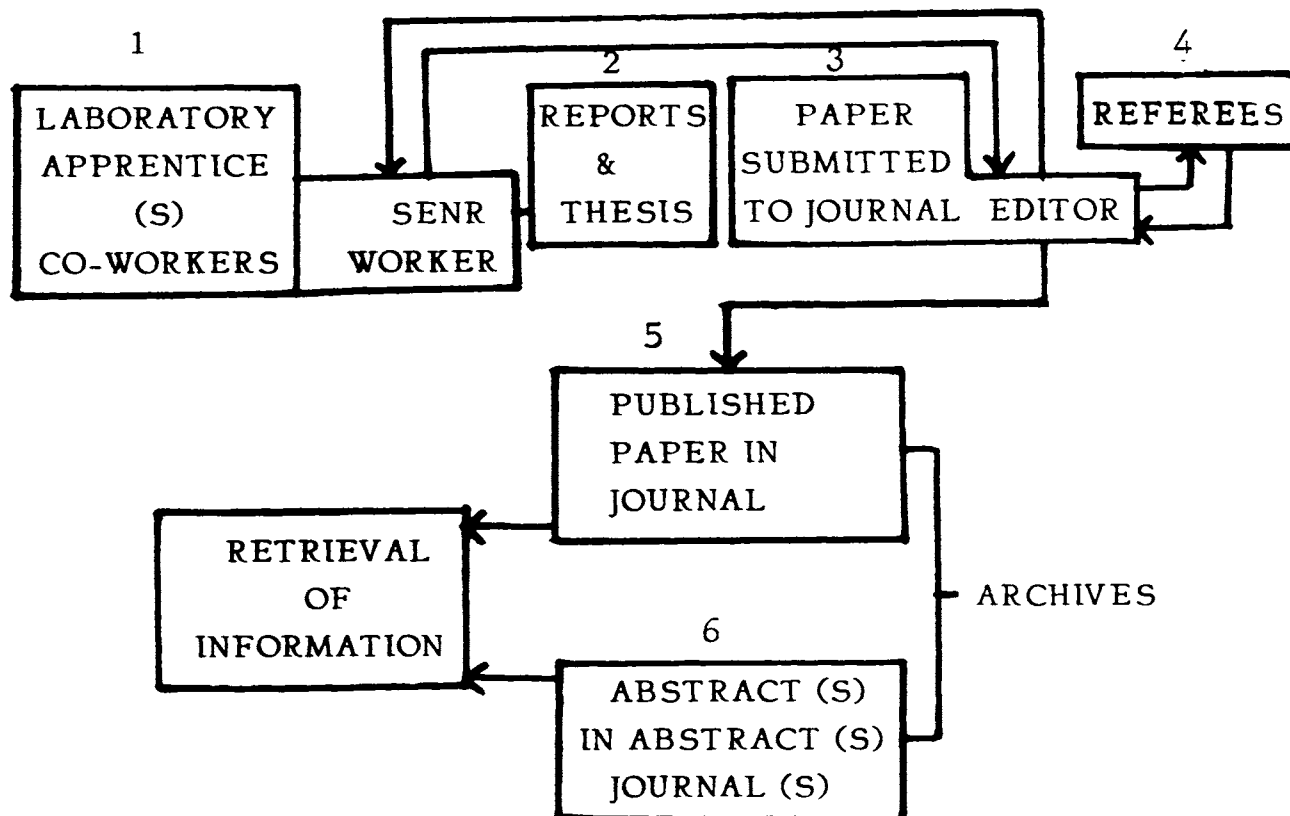 1
LABORATORY
APPRENTICE
(S)
CO-WORKERS
SENR
WORKER
2
REPORTS
&
THESIS
3
PAPER
SUBMITTED
TO JOURNAL EDITOR
4
REFEREES
5
PUBLISHED
PAPER IN
JOURNAL
RETRIEVAL
OF
INFORMATION
ARCHIVES
6
ABSTRACT (S)
IN ABSTRACT (S)
JOURNAL (S)